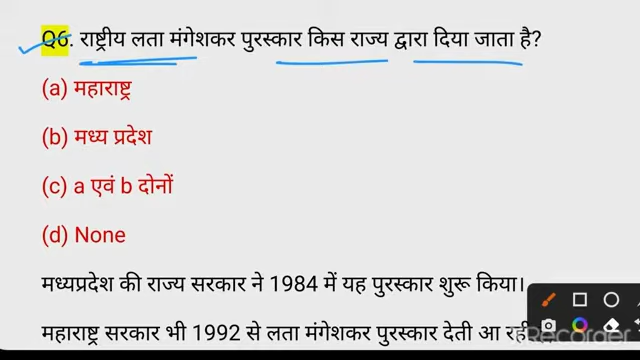 Q6. राष्ट्रीय लता मंगेशकर पुरस्कार किस राज्य द्वारा दिया जाता है?
(a) महाराष्ट्र
(b) मध्य प्रदेश
(c) a एवं b दोनों
(d) None
मध्यप्रदेश की राज्य सरकार ने 1984 में यह पुरस्कार शुरू किया।
महाराष्ट्र सरकार भी 1992 से लता मंगेशकर पुरस्कार देती आ रही